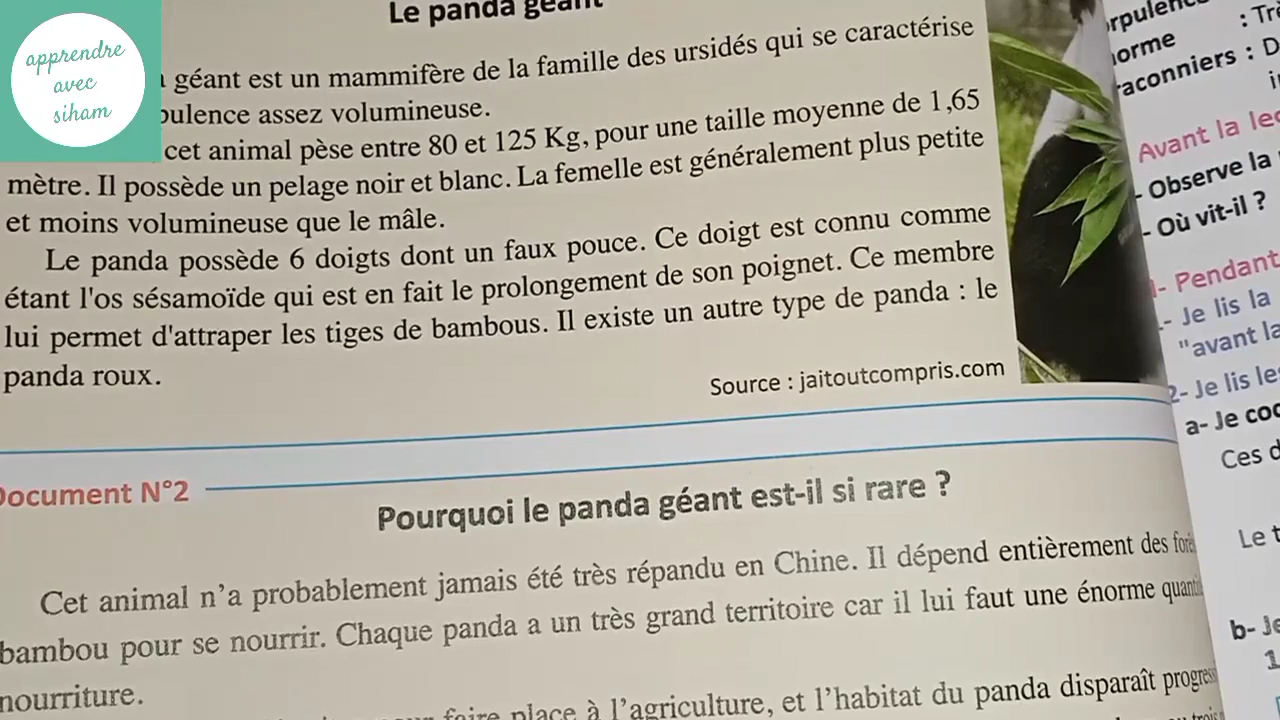 apprendre
avec
siham
Le panda géant
géant est un mammifère de la famille des ursidés qui se caractérise
assez volumineuse.
cet animal pèse entre 80 et 125 Kg, pour une taille moyenne de 1,65
mètre. Il possède un pelage noir et blanc. La femelle est généralement plus petite
et moins volumineuse que le mâle.
Le panda possède 6 doigts dont un faux pouce. Ce doigt est connu comme
étant l'os sésamoïde qui est en fait le prolongement de son poignet. Ce membre
lui permet d'attraper les tiges de bambous. Il existe un autre type de panda : le
panda roux.
Source : jaitoutcompris.com
Document N°2
Pourquoi le panda géant est-il si rare ?
Cet animal n'a probablement jamais été très répandu en Chine. Il dépend entièrement des
bambou pour se nourrir. Chaque panda a un très grand territoire car il lui faut une énorme
nourriture.
faire place à l'agriculture, et l'habitat du panda disparaît
: D
Avant la
- Observe la
- Où vit-il ?
- Pendant
- Je lis la
"avant la
2- Je lis
a- Je
Ces
Le
b- Je
1